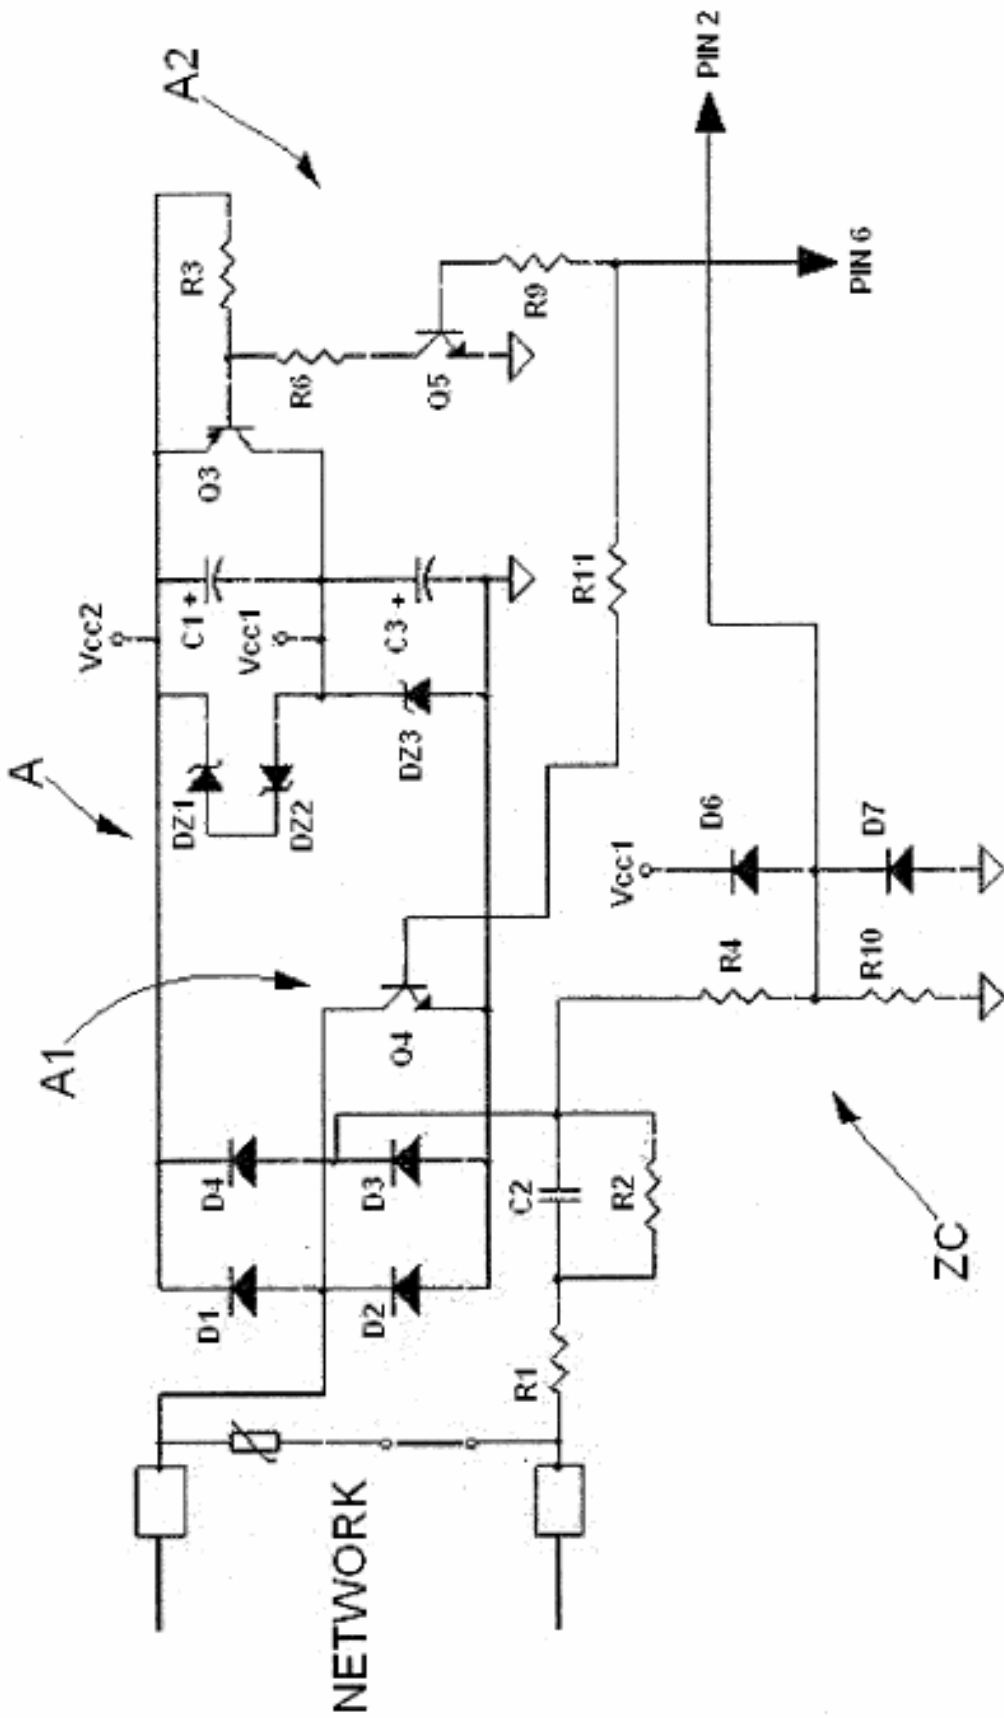 A
A1
Vcc2
A2
D1
D4
DZ1
C1 +
Q3
R3
Vcc1
DZ2
R6
NETWORK
D2
D3
Q4
DZ3
C3 +
Q5
R1
C2
R9
R2
R11
Vcc1
R4
D6
PIN 2
R10
D7
PIN 6
ZC